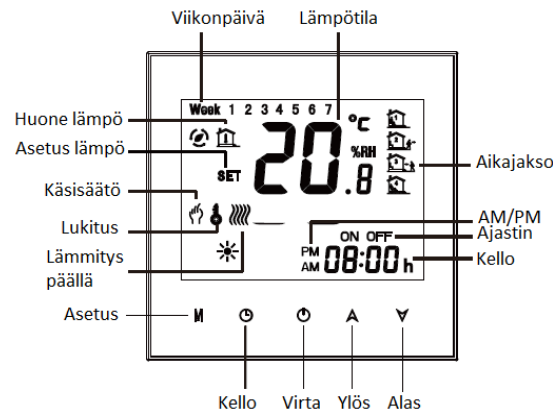 Viikonpäivä Lämpötila
Week 1 2 3 4 5 6 7
Huone lämpö
Asetus lämpö
SET
20.8
°C
%RH
Aikajakso
Käsisäätö
Lukitus
Lämmitys
päällä
AM/PM
ON OFF
Ajastin
PM
AM 08:00 h
Kello
Asetus
M
Kello Virta Ylös Alas